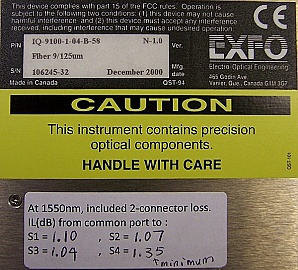 This device complies with part 15 of the FCC rules. Operation is
subject to the following two conditions: (1) this device may not cause
harmful interference, and (2) this device must accept any interference
received, including interference that may cause undesired operation.
P/N IQ-9100-1-04-B-58 N-1.0 Ver.
Fiber 9/125um
S/N 106245-32 December 2000 Mfg. date
Made in Canada QST-94
CE
EXFO
Electro-Optical Engineering
465 Godin Ave.
Vanier, Que., Canada G1M 3G7
CAUTION
This instrument contains precision
optical components.
HANDLE WITH CARE
At 1550nm, included 2-connector loss.
IL(dB) from common port to :
S1 = 1.10 , S2 = 1.07
S3 = 1.04 , S4 = 1.35
↑ minimum